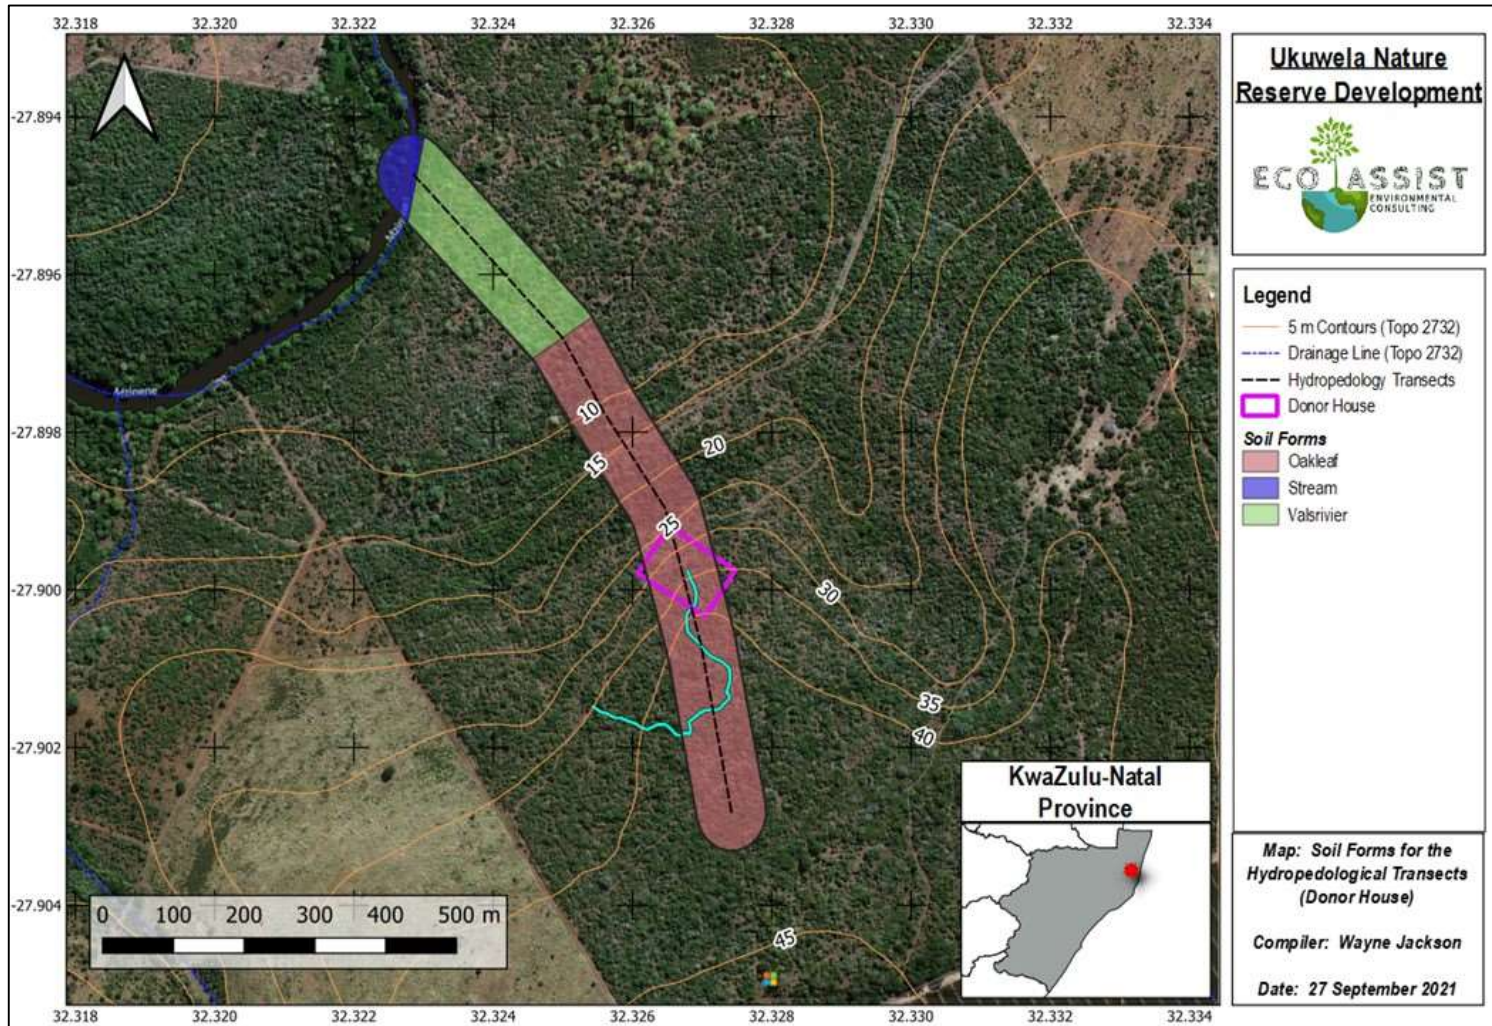 32.318 32.320 32.322 32.324 32.326 32.328 32.330 32.332 32.334
-27.894
-27.896
-27.898
-27.900
-27.902
-27.904
Mzinene
10
15
20
25
30
35
40
45
0 100 200 300 400 500 m
32.318 32.320 32.322 32.324 32.326 32.328 32.330 32.332 32.334
KwaZulu-Natal
Province
Ukuwela Nature
Reserve Development
ECO ASSIST
ENVIRONMENTAL
CONSULTING
Legend
5 m Contours (Topo 2732)
Drainage Line (Topo 2732)
Hydropedology Transects
Donor House
Soil Forms
Oakleaf
Stream
Valsrivier
Map: Soil Forms for the
Hydropedological Transects
(Donor House)
Compiler: Wayne Jackson
Date: 27 September 2021